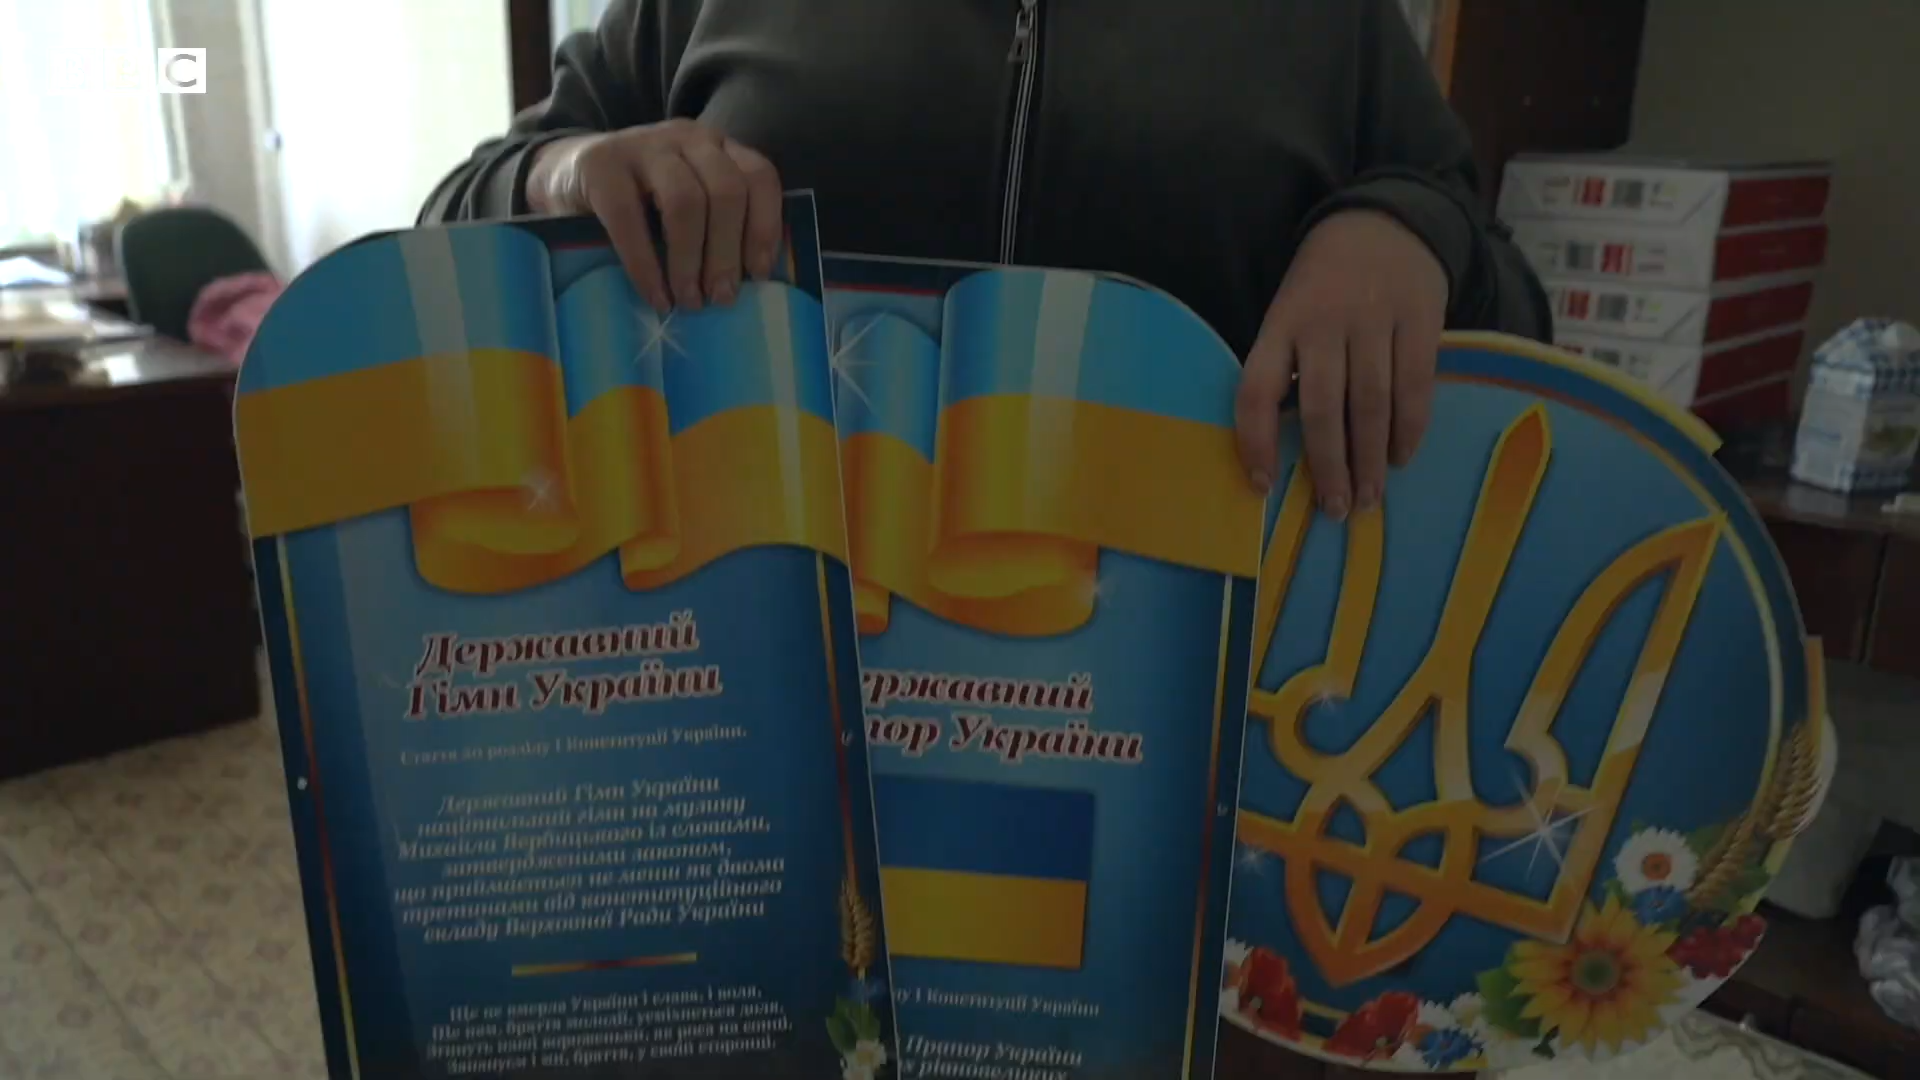 C
Державний
Гімн України
Стаття 20 розділу І Конституції України.
Державний Гімн України
національний гімн на музику
Михайла Вербицького із словами,
затвердженими законом,
що приймається не менш як двома
третинами від конституційного
складу Верховної Ради України
Ще не вмерла України і слава, і воля,
Ще нам, браття молодії, усміхнеться доля.
Згинуть наші вороженьки, як роса на сонці.
Запануєм і ми, браття, у своїй сторонці.
ержавний
пор України
І Конституції України
Прапор України
рівновеликих